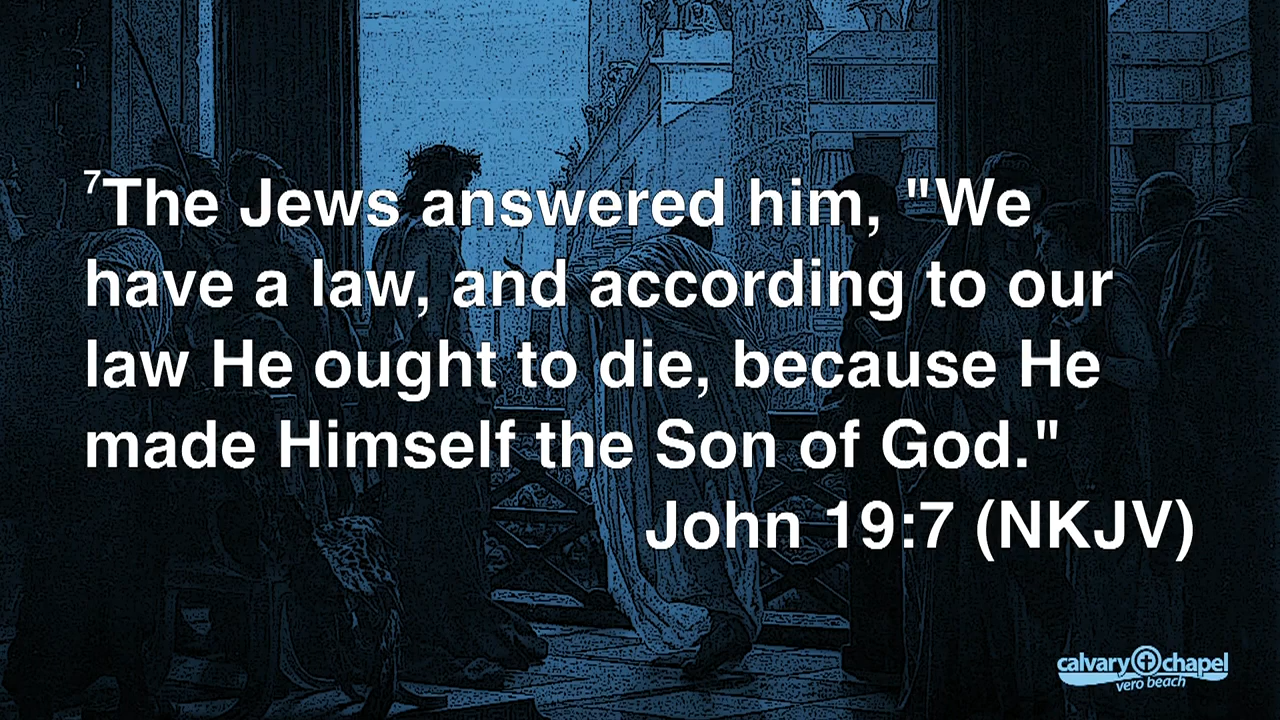 7The Jews answered him, "We
have a law, and according to our
law He ought to die, because He
made Himself the Son of God."
John 19:7 (NKJV)
calvary chapel
vero beach